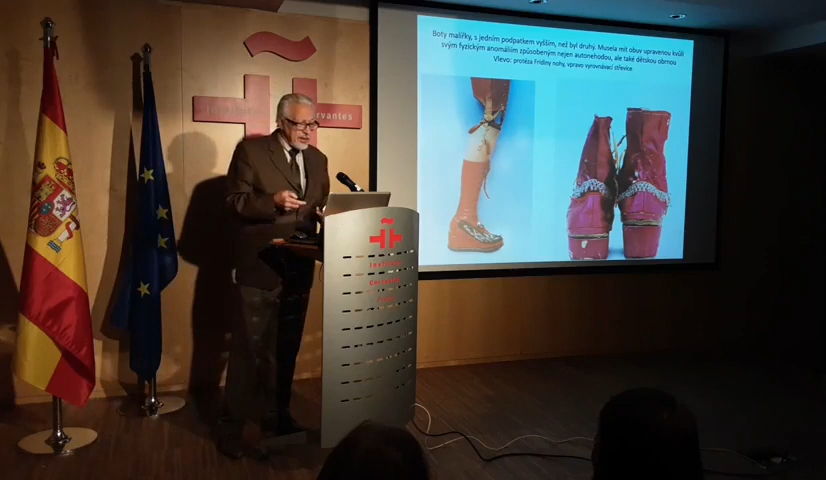 Boty malířky, s jedním podpatkem vyšším, než byl druhý. Musela mít obuv upravenou kvůli
svým fyzickým anomáliím způsobeným nejen autonehodou, ale také dětskou obrnou
Vlevo: protéza Fridiny nohy, vpravo vyrovnávací střevíce
Instituto
Cervantes